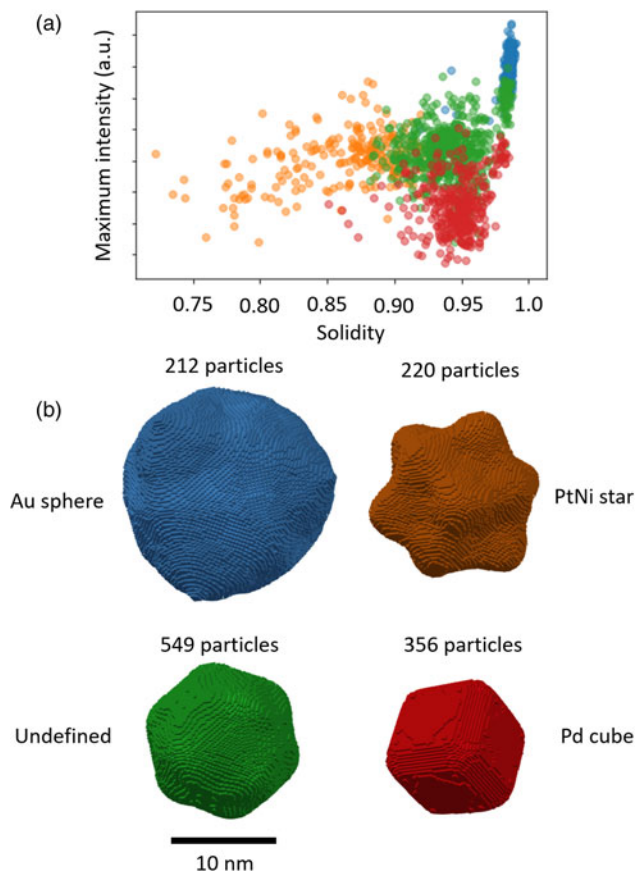 (a)
Maximum intensity (a.u.)
0.75 0.80 0.85 0.90 0.95 1.0
Solidity
(b)
212 particles 220 particles
Au sphere PtNi star
549 particles 356 particles
Undefined Pd cube
10 nm